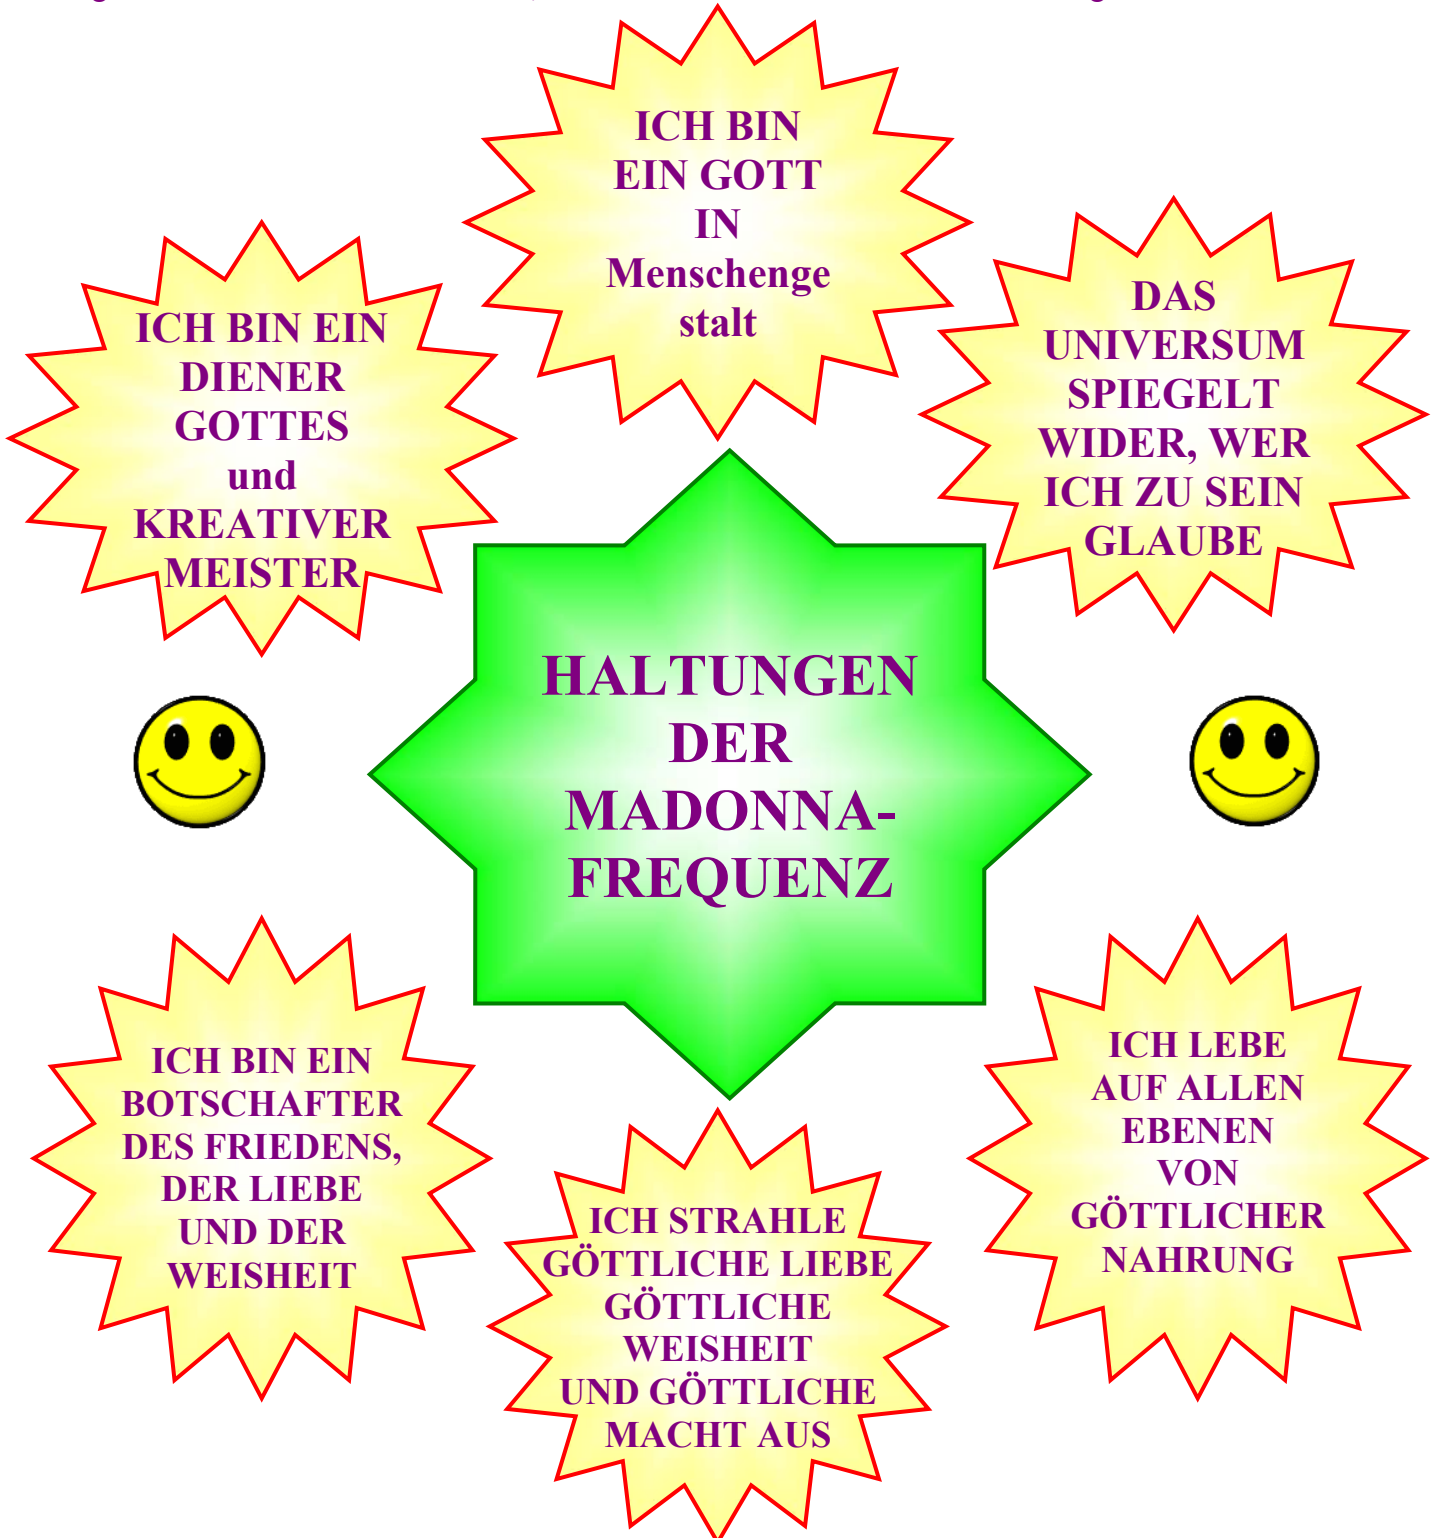 ICH BIN
EIN GOTT
IN
Menschenge
stalt
ICH BIN EIN
DIENER
GOTTES
und
KREATIVER
MEISTER
DAS
UNIVERSUM
SPIEGELT
WIDER, WER
ICH ZU SEIN
GLAUBE
HALTUNGEN
DER
MADONNA-
FREQUENZ
ICH BIN EIN
BOTSCHAFTER
DES FRIEDENS,
DER LIEBE
UND DER
WEISHEIT
ICH STRAHLE
GÖTTLICHE LIEBE
GÖTTLICHE
WEISHEIT
UND GÖTTLICHE
MACHT AUS
ICH LEBE
AUF ALLEN
EBENEN
VON
GÖTTLICHER
NAHRUNG